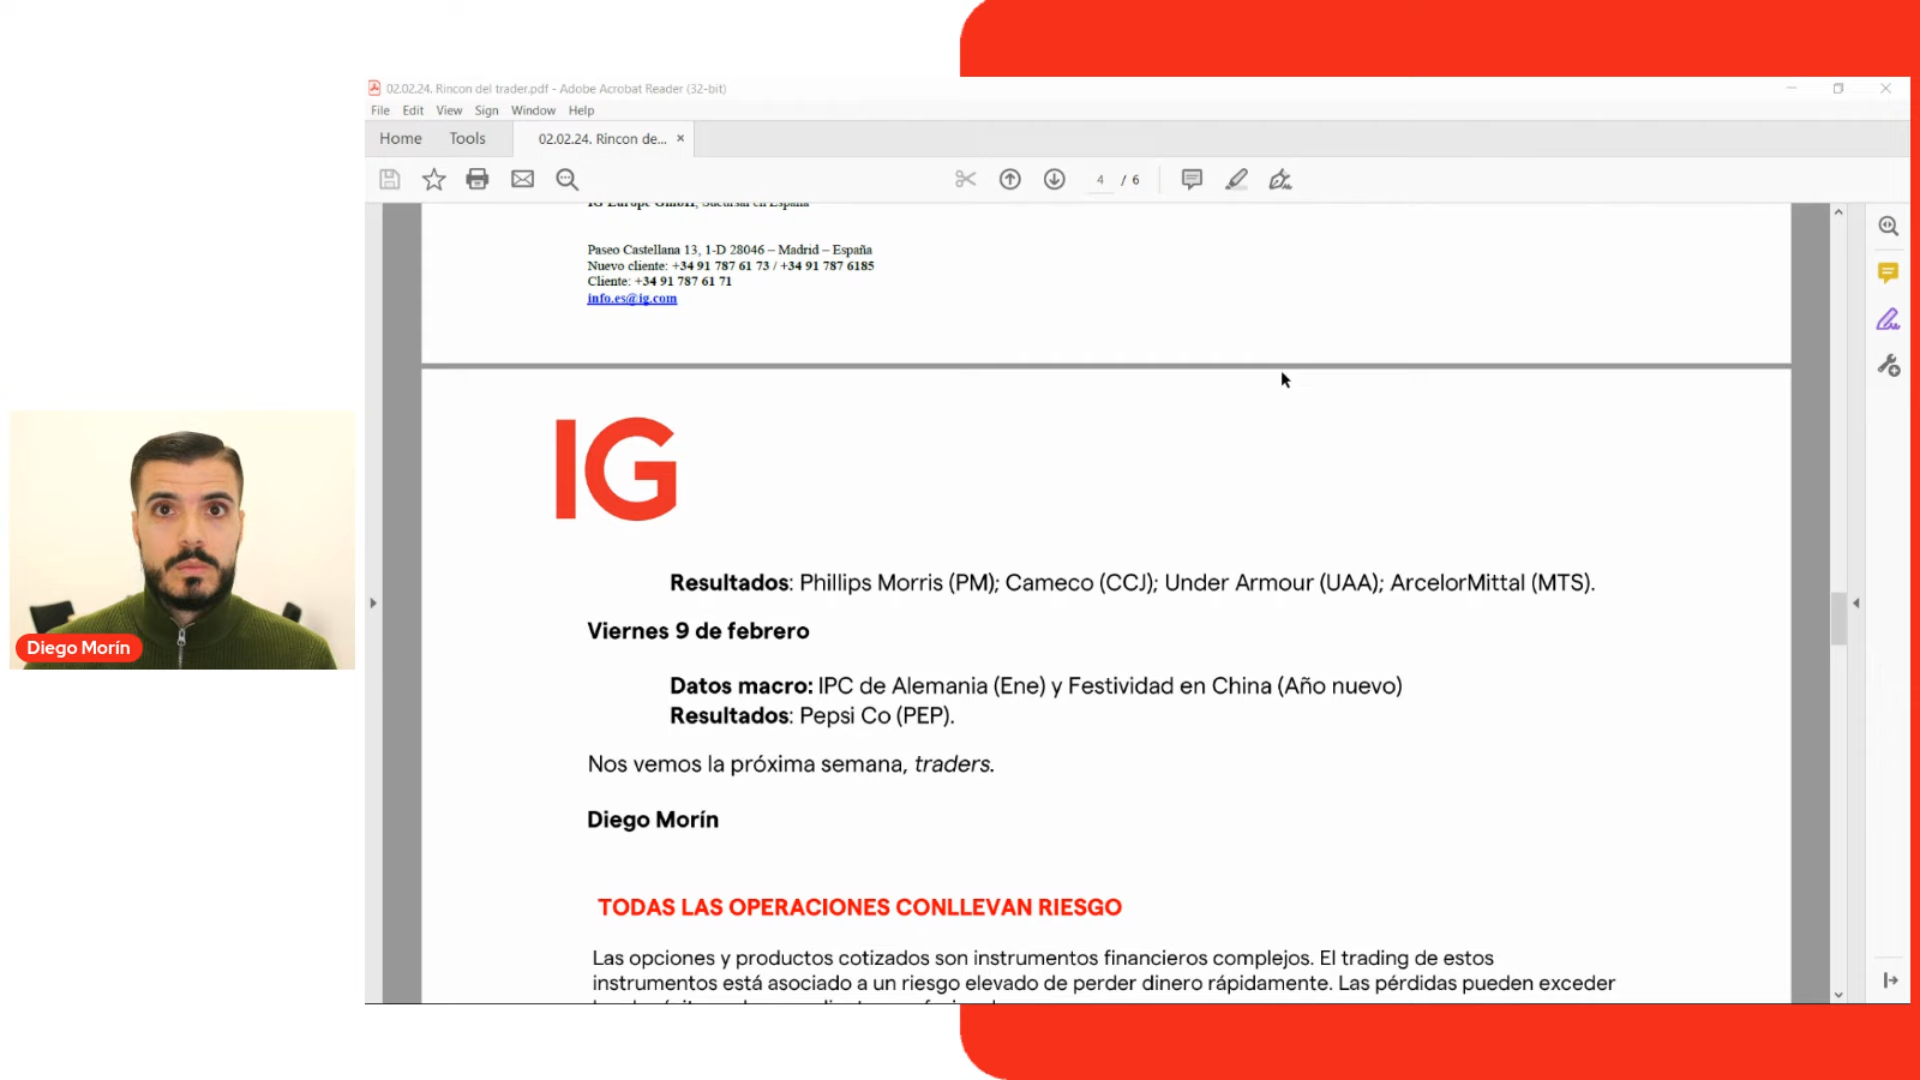 02.02.24. Rincon del trader.pdf - Adobe Acrobat Reader (32-bit)
File Edit View Sign Window Help
Home Tools 02.02.24. Rincon de... ×
4 / 6
IG Europe GmbH, Sucursal en España
Paseo Castellana 13, 1-D 28046 – Madrid – España
Nuevo cliente: +34 91 787 61 73 / +34 91 787 6185
Cliente: +34 91 787 61 71
info.es@ig.com
IG
Resultados: Phillips Morris (PM); Cameco (CCJ); Under Armour (UAA); ArcelorMittal (MTS).
Viernes 9 de febrero
Datos macro: IPC de Alemania (Ene) y Festividad en China (Año nuevo)
Resultados: Pepsi Co (PEP).
Nos vemos la próxima semana, traders.
Diego Morín
TODAS LAS OPERACIONES CONLLEVAN RIESGO
Las opciones y productos cotizados son instrumentos financieros complejos. El trading de estos
instrumentos está asociado a un riesgo elevado de perder dinero rápidamente. Las pérdidas pueden exceder
Diego Morín